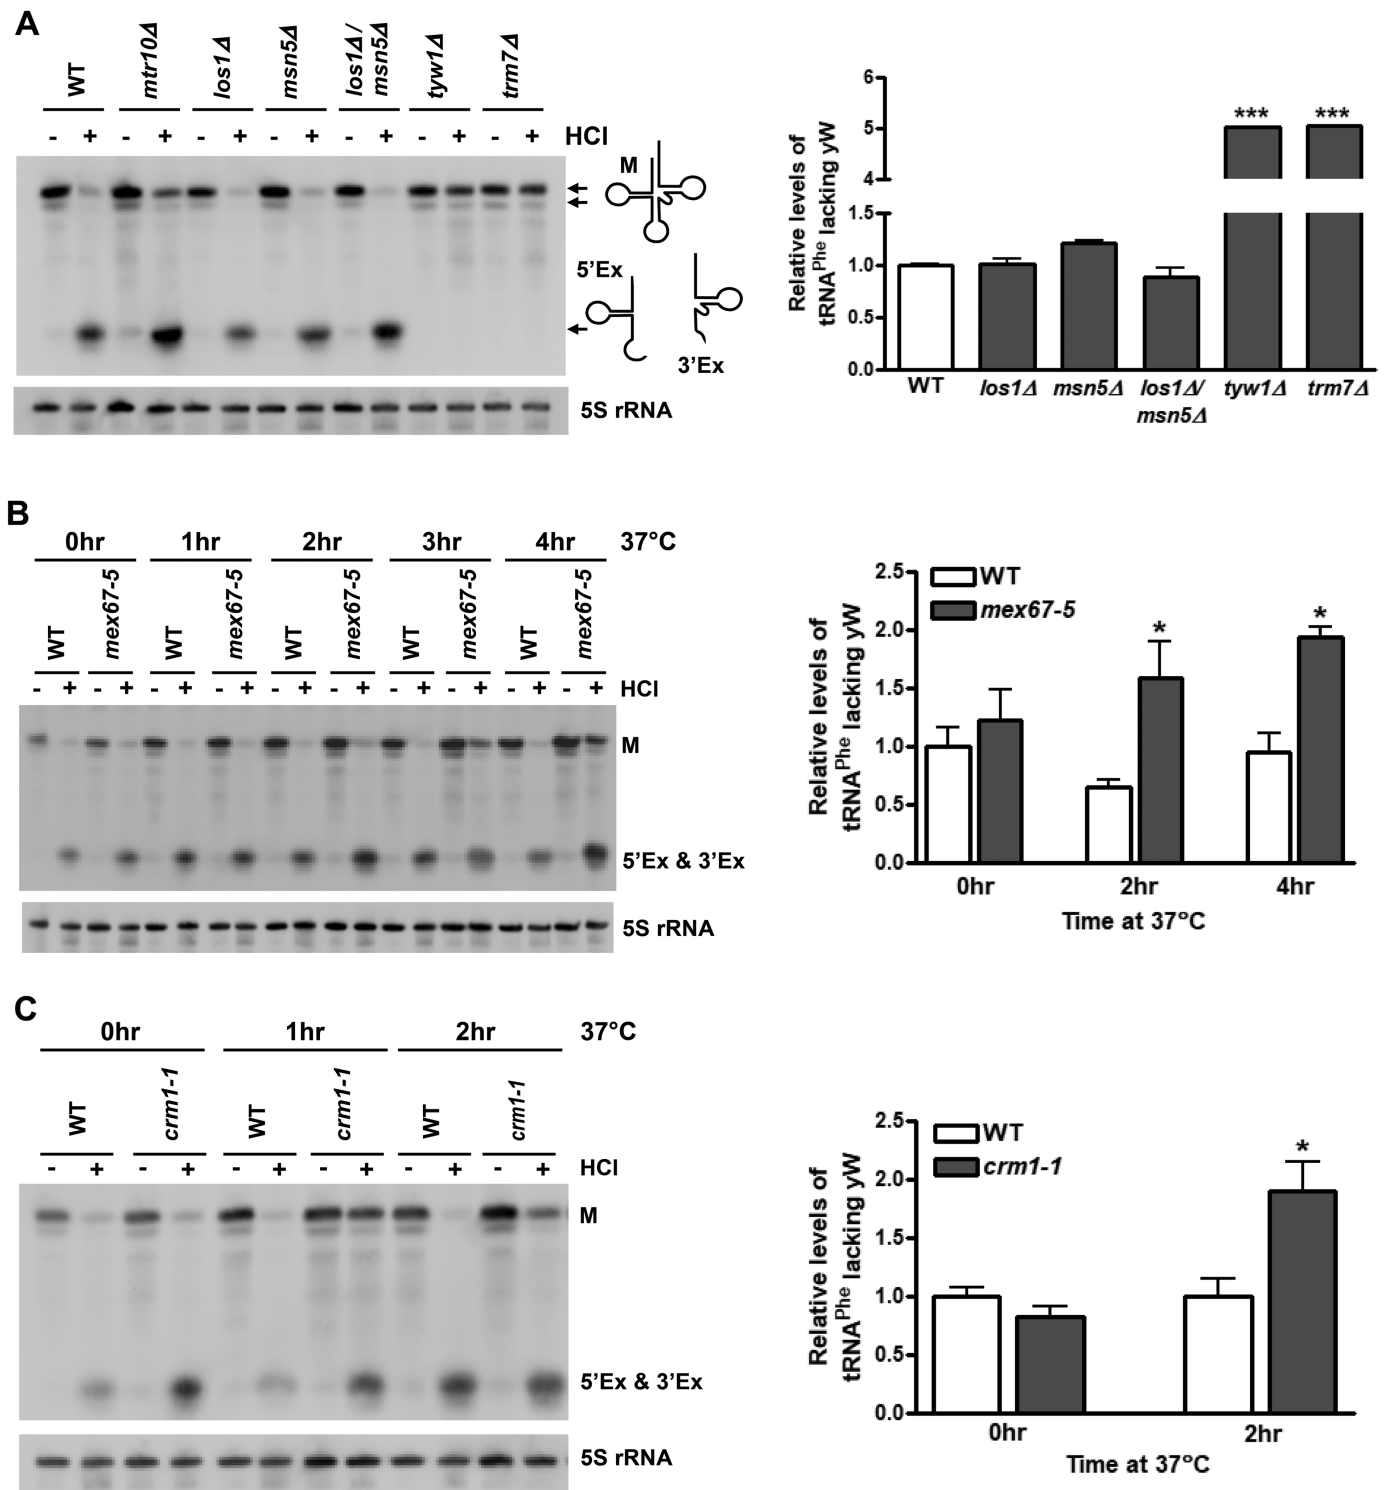 A
WT
mtr10Δ
los1Δ
msn5Δ
los1Δ/
msn5Δ
tyw1Δ
trm7Δ
- + - + - + - + - + - + - + HCl
M
5'Ex
3'Ex
5S rRNA
Relative levels of
tRNAPhe lacking yW
6
5
4
1.5
1.0
0.5
0.0
*** ***
WT los1Δ msn5Δ los1Δ/ tyw1Δ trm7Δ
msn5Δ
B
0hr 1hr 2hr 3hr 4hr 37°C
WT mex67-5 WT mex67-5 WT mex67-5 WT mex67-5 WT mex67-5
- + - + - + - + - + - + - + - + - + - + HCl
M
5'Ex & 3'Ex
5S rRNA
Relative levels of
tRNAPhe lacking yW
2.5
2.0
1.5
1.0
0.5
0.0
WT
mex67-5
* *
0hr 2hr 4hr
Time at 37°C
C
0hr 1hr 2hr 37°C
WT crm1-1 WT crm1-1 WT crm1-1
- + - + - + - + - + - + HCl
M
5'Ex & 3'Ex
5S rRNA
Relative levels of
tRNAPhe lacking yW
2.5
2.0
1.5
1.0
0.5
0.0
WT
crm1-1
*
0hr 2hr
Time at 37°C